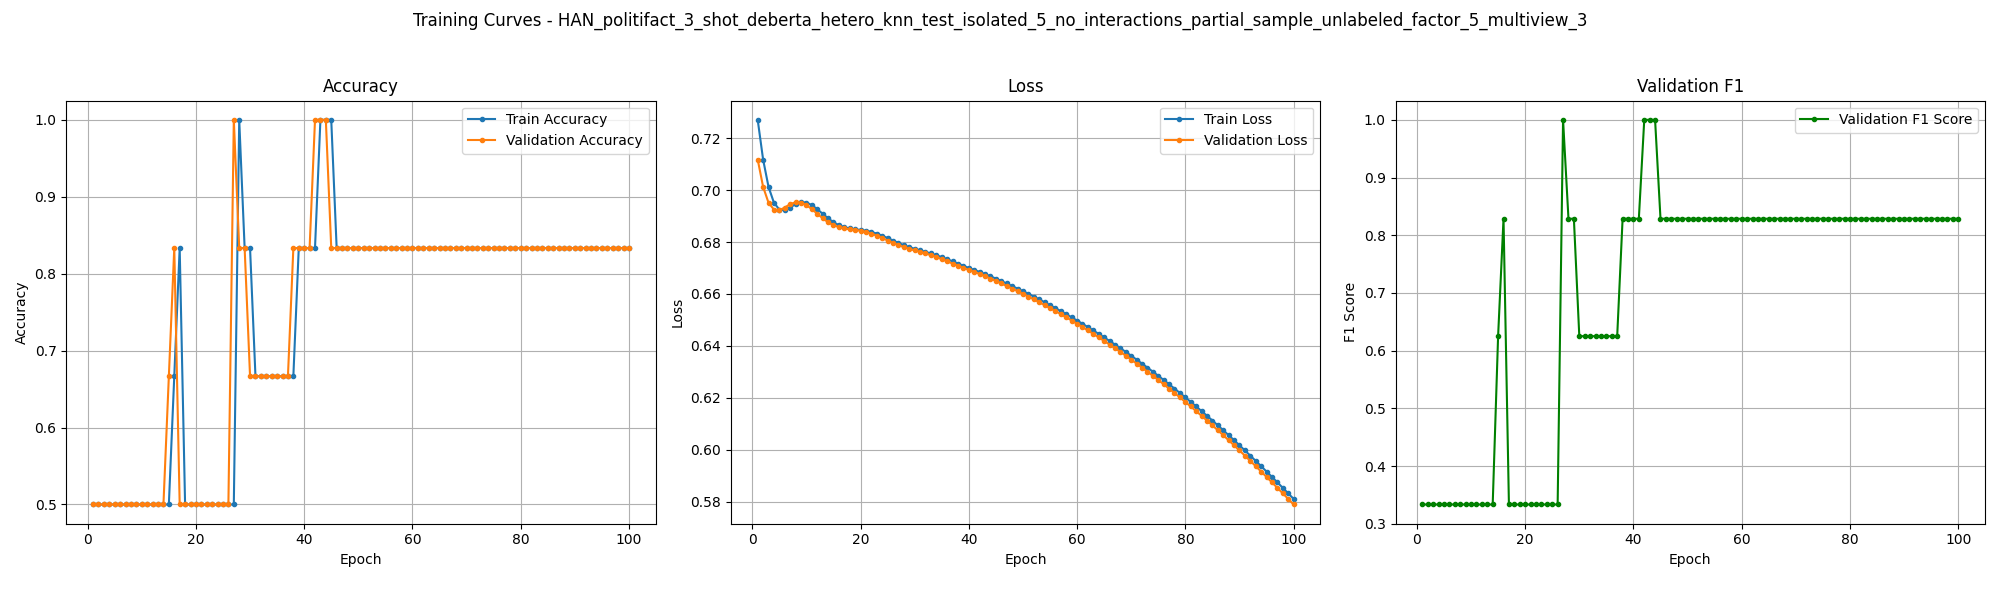 Training Curves - HAN_politifact_3_shot_deberta_hetero_knn_test_isolated_5_no_interactions_partial_sample_unlabeled_factor_5_multiview_3
Accuracy
Train Accuracy
Validation Accuracy
1.0
0.9
0.8
0.7
0.6
0.5
Accuracy
0 20 40 60 80 100
Epoch
Loss
Train Loss
Validation Loss
0.72
0.70
0.68
0.66
0.64
0.62
0.60
0.58
Loss
0 20 40 60 80 100
Epoch
Validation F1
Validation F1 Score
1.0
0.9
0.8
0.7
0.6
0.5
0.4
0.3
F1 Score
0 20 40 60 80 100
Epoch